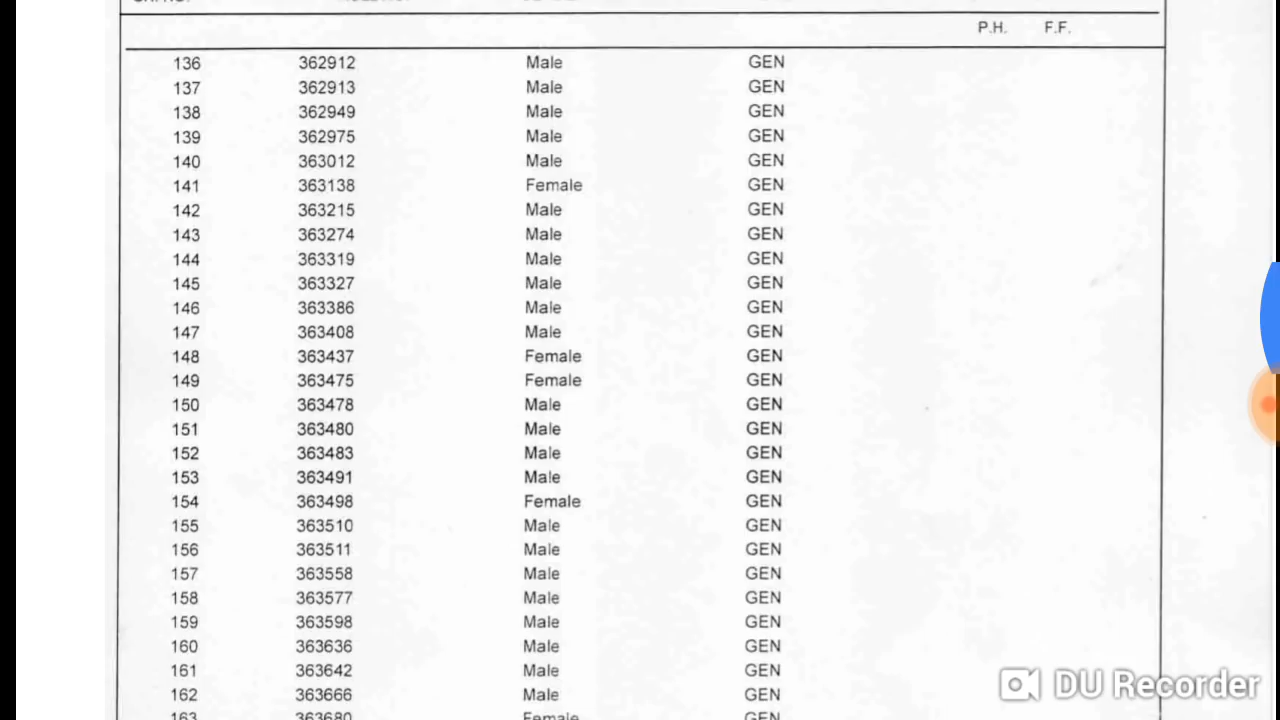 P.H. F.F.
136 362912 Male GEN
137 362913 Male GEN
138 362949 Male GEN
139 362975 Male GEN
140 363012 Male GEN
141 363138 Female GEN
142 363215 Male GEN
143 363274 Male GEN
144 363319 Male GEN
145 363327 Male GEN
146 363386 Male GEN
147 363408 Male GEN
148 363437 Female GEN
149 363475 Female GEN
150 363478 Male GEN
151 363480 Male GEN
152 363483 Male GEN
153 363491 Male GEN
154 363498 Female GEN
155 363510 Male GEN
156 363511 Male GEN
157 363558 Male GEN
158 363577 Male GEN
159 363598 Male GEN
160 363636 Male GEN
161 363642 Male GEN
162 363666 Male GEN
163 363680 Female GEN
DU Recorder